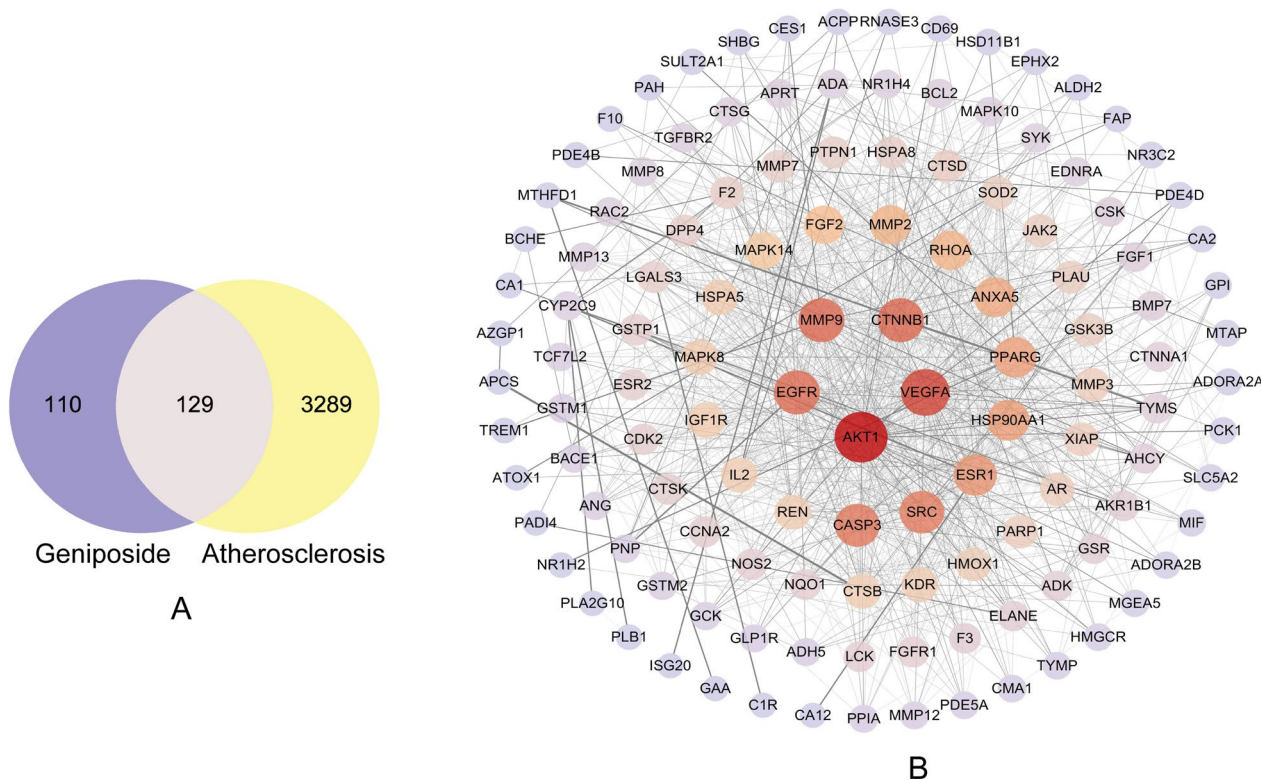 110
129
3289
Geniposide
Atherosclerosis
A
ACPP
RNASE3
CES1
CD69
SHBG
HSD11B1
SULT2A1
EPHX2
PAH
ADA
NR1H4
ALDH2
APRT
BCL2
F10
CTSG
MAPK10
FAP
TGFBR2
SYK
PDE4B
PTPN1
HSPA8
NR3C2
MMP7
CTSD
MMP8
EDNRA
MTHFD1
F2
SOD2
PDE4D
RAC2
CSK
BCHE
DPP4
FGF2
MMP2
JAK2
CA2
MAPK14
RHOA
MMP13
FGF1
CA1
LGALS3
PLAU
GPI
CYP2C9
HSPA5
ANXA5
BMP7
AZGP1
GSTP1
MMP9
CTNNB1
GSK3B
MTAP
TCF7L2
MAPK8
PPARG
CTNNA1
APCS
ESR2
MMP3
ADORA2A
GSTM1
EGFR
VEGFA
TYMS
TREM1
IGF1R
HSP90AA1
PCK1
CDK2
AKT1
XIAP
BACE1
AHCY
ATOX1
IL2
ESR1
SLC5A2
CTSK
AR
ANG
AKR1B1
PADI4
REN
CASP3
SRC
MIF
CCNA2
PARP1
PNP
GSR
NR1H2
NOS2
HMOX1
ADORA2B
GSTM2
NQO1
CTSB
KDR
ADK
PLA2G10
MGEA5
GCK
ELANE
PLB1
GLP1R
HMGCR
ADH5
LCK
FGFR1
F3
ISG20
TYMP
GAA
CMA1
C1R
PDE5A
CA12
PPIA
MMP12
B